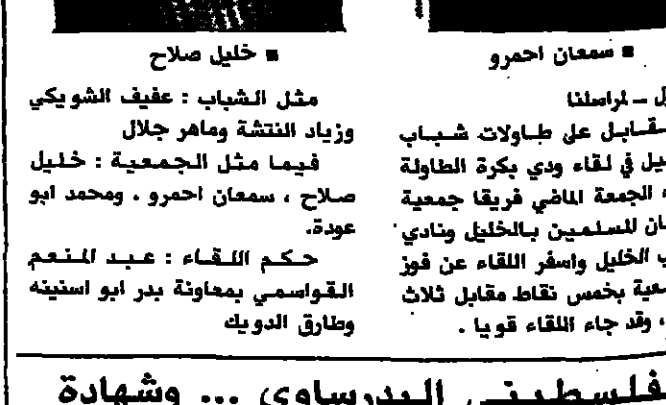 ■ سمعان احمرو
ل ـ لمراسلنا
مقابل على طاولات شباب
ليل في لقاء ودي بكرة الطاولة
ء الجمعة الماضي فريقا جمعية
ان المسلمين بالخليل ونادي
ب الخليل واسفر اللقاء عن فوز
معية بخمس نقاط مقابل ثلاث
، وقد جاء اللقاء قويا .
■ خليل صلاح
مثل الشباب : عفيف الشويكي
وزياد النتشة وماهر جلال
فيما مثل الجمعية : خليل
صلاح ، سمعان احمرو . ومحمد ابو
عودة.
حكم اللقاء : عبد المنعم
القواسمي بمعاونة بدر ابو اسنينه
وطارق الدويك
فلسطيني البدرساوي ... وشهادة